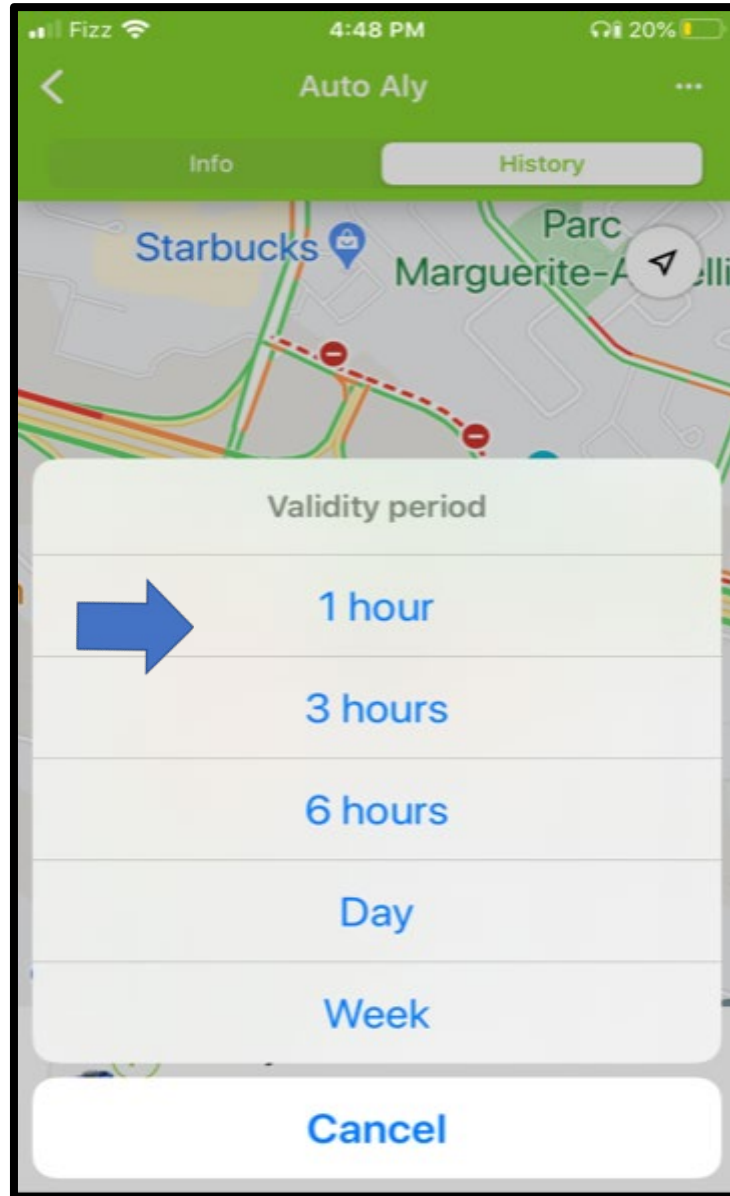 Fizz
4:48 PM
20%
Auto Aly
Info
History
Starbucks
Parc
Validity period
1 hour
3 hours
6 hours
Day
Week
Cancel